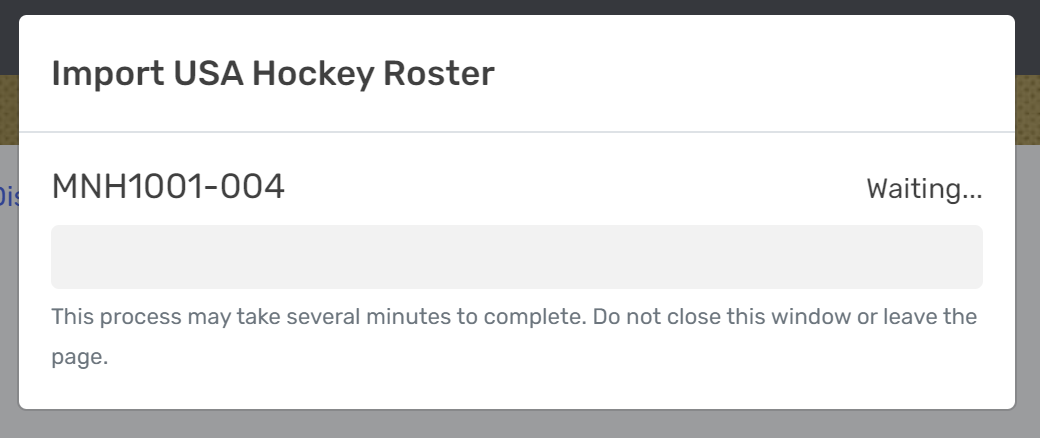 Import USA Hockey Roster
MNH1001-004
Waiting...
Dis
This process may take several minutes to complete. Do not close this window or leave the
page.